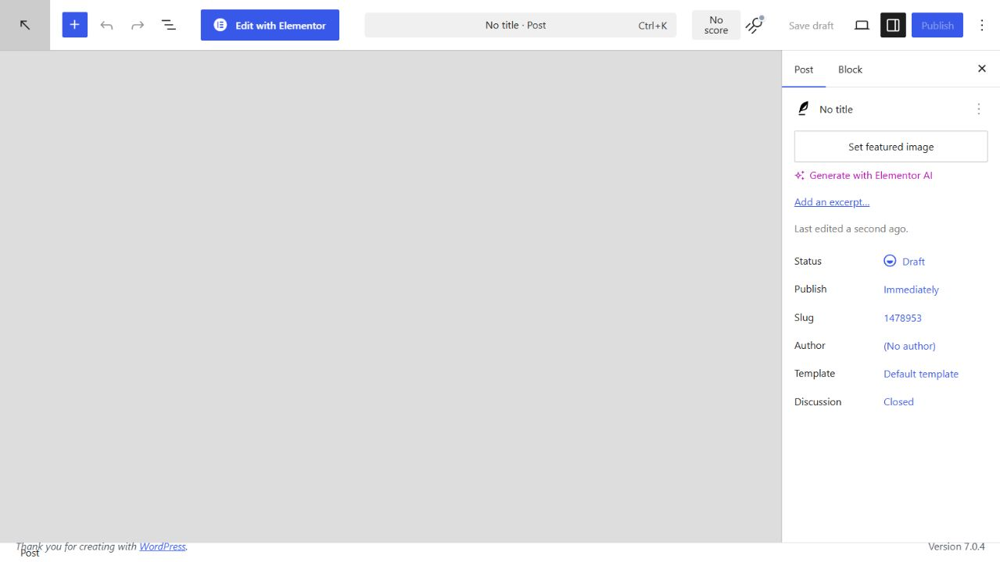 Edit with Elementor
No title · Post
Ctrl+K
No
score
Save draft
Publish
Post
Block
No title
Set featured image
Generate with Elementor AI
Add an excerpt…
Last edited a second ago.
Status
Draft
Publish
Immediately
Slug
1478953
Author
(No author)
Template
Default template
Discussion
Closed
Thank you for creating with WordPress.
Version 7.0.4
Post